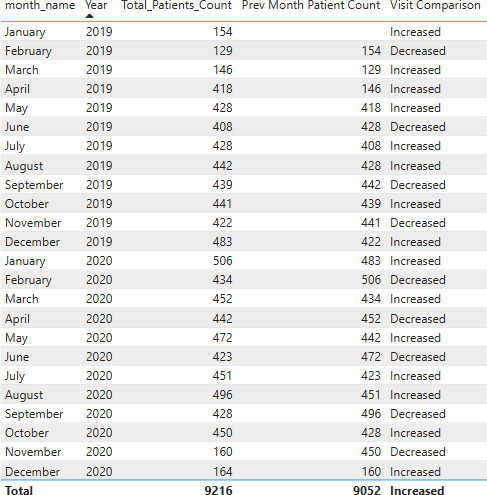 month_name Year Total_Patients_Count Prev Month Patient Count Visit Comparison
January 2019 154 Increased
February 2019 129 154 Decreased
March 2019 146 129 Increased
April 2019 418 146 Increased
May 2019 428 418 Increased
June 2019 408 428 Decreased
July 2019 428 408 Increased
August 2019 442 428 Increased
September 2019 439 442 Decreased
October 2019 441 439 Increased
November 2019 422 441 Decreased
December 2019 483 422 Increased
January 2020 506 483 Increased
February 2020 434 506 Decreased
March 2020 452 434 Increased
April 2020 442 452 Decreased
May 2020 472 442 Increased
June 2020 423 472 Decreased
July 2020 451 423 Increased
August 2020 496 451 Increased
September 2020 428 496 Decreased
October 2020 450 428 Increased
November 2020 160 450 Decreased
December 2020 164 160 Increased
Total 9216 9052 Increased